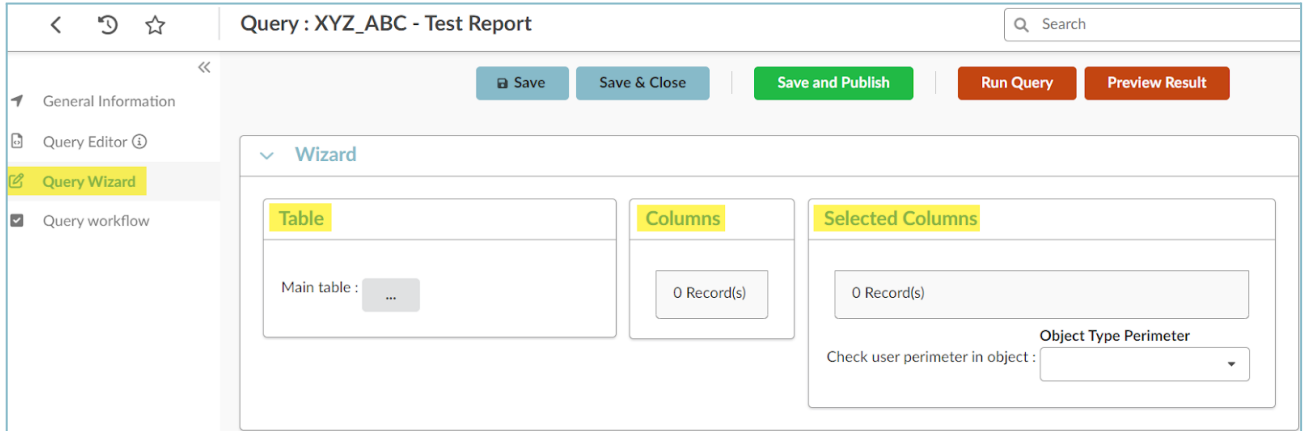 Query : XYZ_ABC - Test Report
Search
Save
Save & Close
Save and Publish
Run Query
Preview Result
General Information
Query Editor
Query Wizard
Query workflow
Wizard
Table
Main table :
...
Columns
0 Record(s)
Selected Columns
0 Record(s)
Object Type Perimeter
Check user perimeter in object :